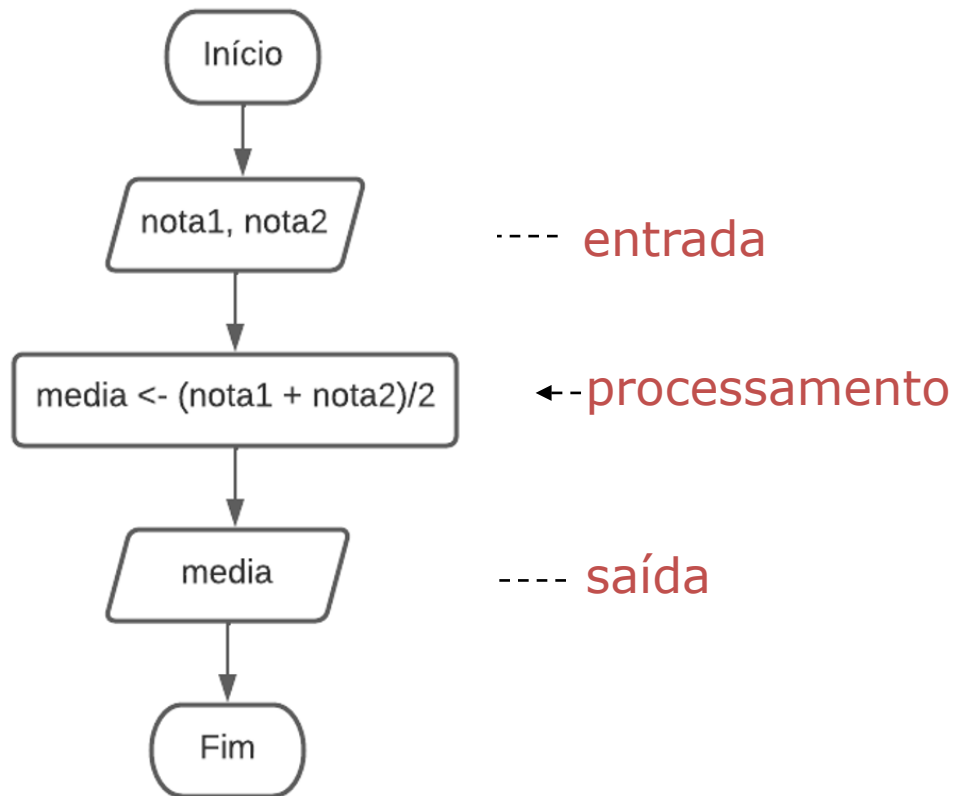 Início
nota1, nota2
entrada
media <- (nota1 + nota2)/2
processamento
media
saída
Fim